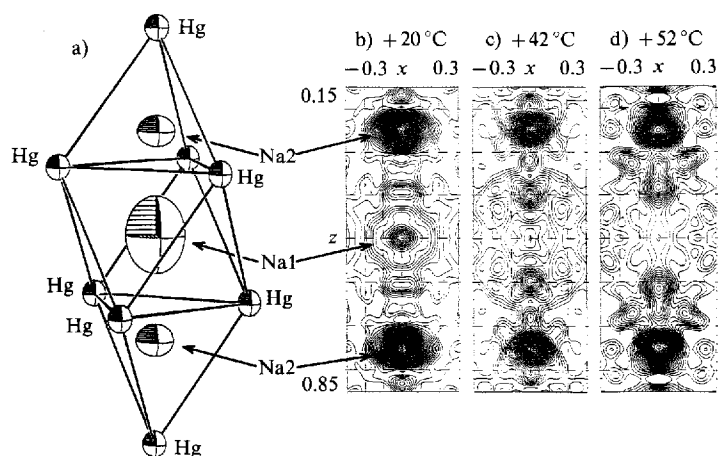 a)
b) +20 °C
c) +42 °C
d) +52 °C
−0.3 x 0.3
−0.3 x 0.3
−0.3 x 0.3
0.15
z
0.85
Hg
Na2
Hg
Hg
Na1
Hg
Hg
Hg
Na2
Hg